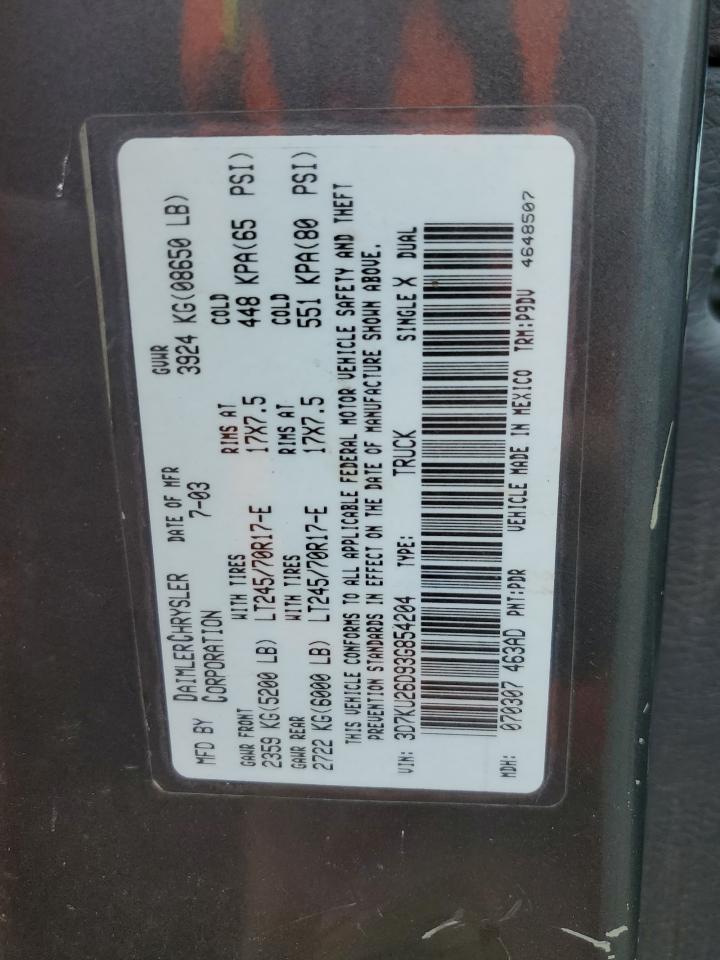 MFD BY DAIMLERCHRYSLER CORPORATION
DATE OF MFR 7-03
GVWR 3924 KG(08650 LB)
GAWR FRONT WITH TIRES RIMS AT COLD
2359 KG(5200 LB) LT245/70R17-E 17X7.5 448 KPA(65 PSI)
GAWR REAR WITH TIRES RIMS AT COLD
2722 KG(6000 LB) LT245/70R17-E 17X7.5 551 KPA(80 PSI)
THIS VEHICLE CONFORMS TO ALL APPLICABLE FEDERAL MOTOR VEHICLE SAFETY AND THEFT
PREVENTION STANDARDS IN EFFECT ON THE DATE OF MANUFACTURE SHOWN ABOVE.
VIN: 3D7KU26D93G854204 TYPE: TRUCK SINGLE X DUAL
MDH: 070307 463AD PNT:PDR VEHICLE MADE IN MEXICO TRM:P9DV
4648507